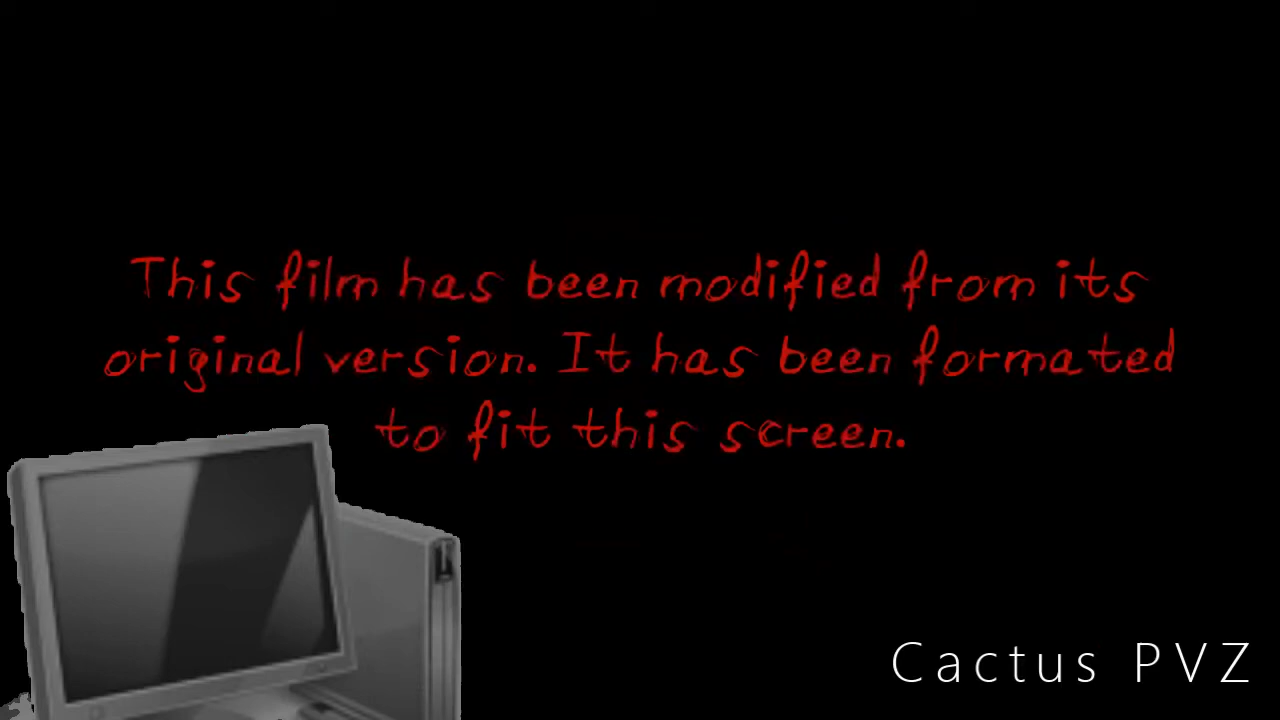 This film has been modified from its
original version. It has been formated
to fit this screen.
Cactus PVZ